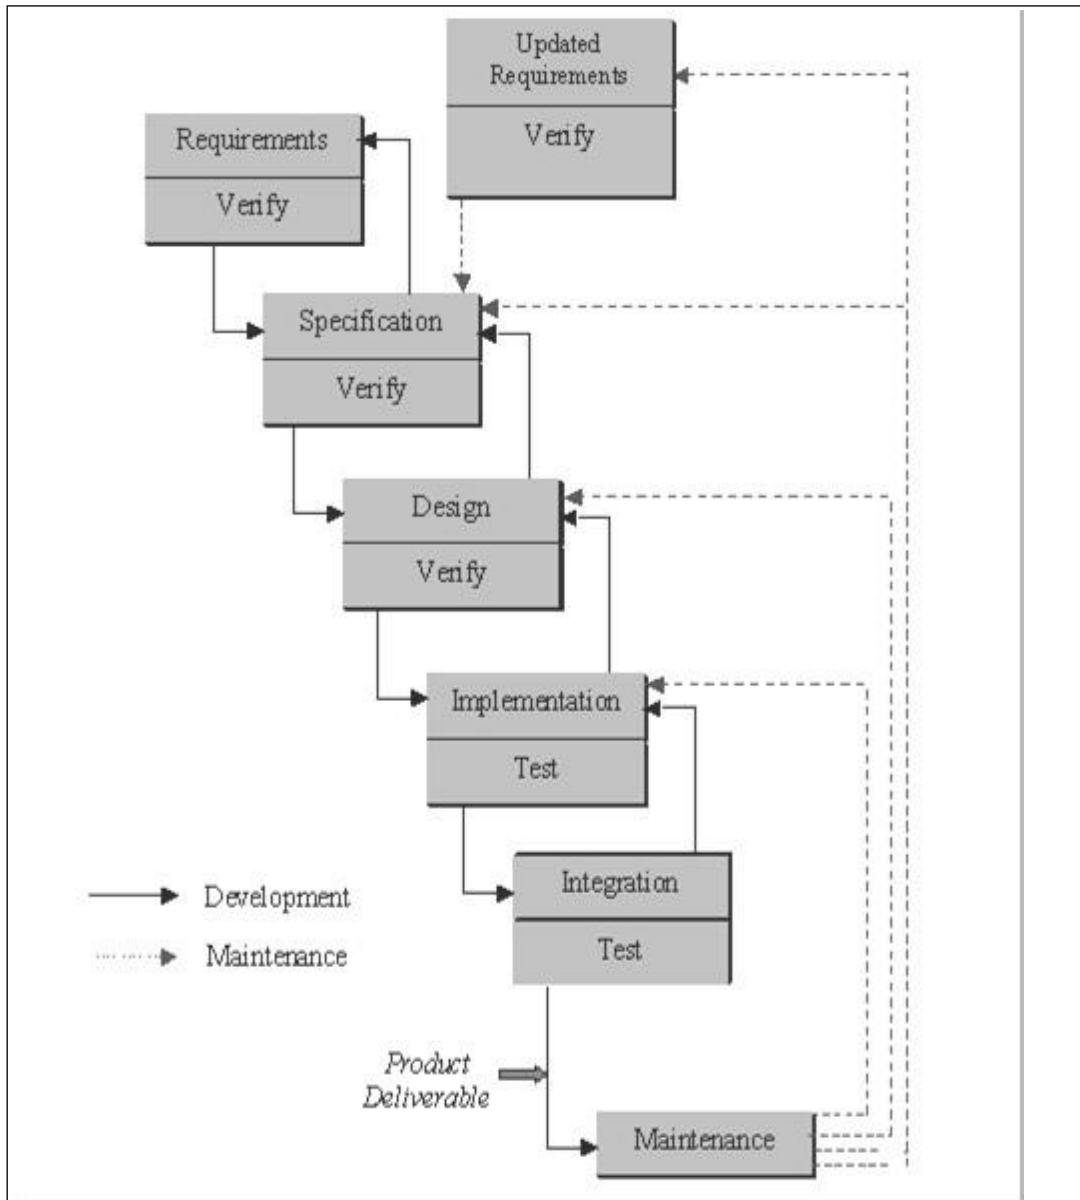 Updated
Requirements
Verify
Requirements
Verify
Specification
Verify
Design
Verify
Implementation
Test
Integration
Test
Development
Maintenance
Product
Deliverable
Maintenance